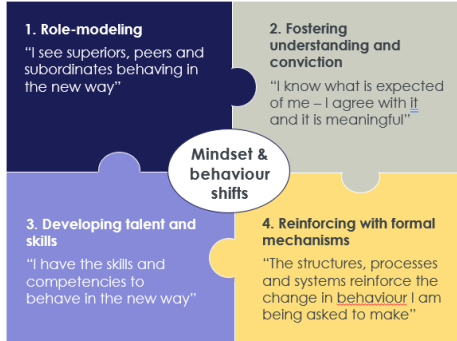 1. Role-modeling
“I see superiors, peers and
subordinates behaving in
the new way”
2. Fostering
understanding and
conviction
“I know what is expected
of me – I agree with it
and it is meaningful”
Mindset &
behaviour
shifts
3. Developing talent and
skills
“I have the skills and
competencies to
behave in the new way”
4. Reinforcing with formal
mechanisms
“The structures, processes
and systems reinforce the
change in behaviour I am
being asked to make”